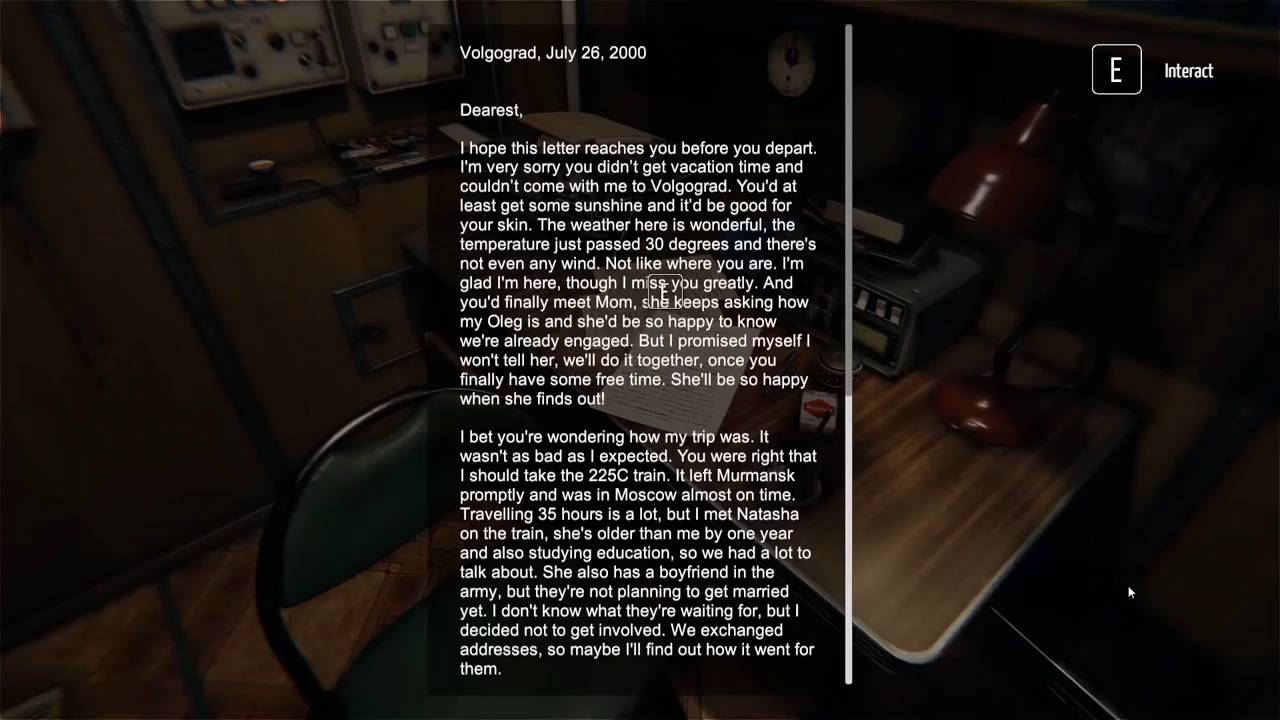 Volgograd, July 26, 2000
E
Interact
Dearest,
I hope this letter reaches you before you depart.
I'm very sorry you didn't get vacation time and
couldn't come with me to Volgograd. You'd at
least get some sunshine and it'd be good for
your skin. The weather here is wonderful, the
temperature just passed 30 degrees and there's
not even any wind. Not like where you are. I'm
glad I'm here, though I miss you greatly. And
you'd finally meet Mom, she keeps asking how
my Oleg is and she'd be so happy to know
we're already engaged. But I promised myself I
won't tell her, we'll do it together, once you
finally have some free time. She'll be so happy
when she finds out!
I bet you're wondering how my trip was. It
wasn't as bad as I expected. You were right that
I should take the 225C train. It left Murmansk
promptly and was in Moscow almost on time.
Travelling 35 hours is a lot, but I met Natasha
on the train, she's older than me by one year
and also studying education, so we had a lot to
talk about. She also has a boyfriend in the
army, but they're not planning to get married
yet. I don't know what they're waiting for, but I
decided not to get involved. We exchanged
addresses, so maybe I'll find out how it went for
them.
E